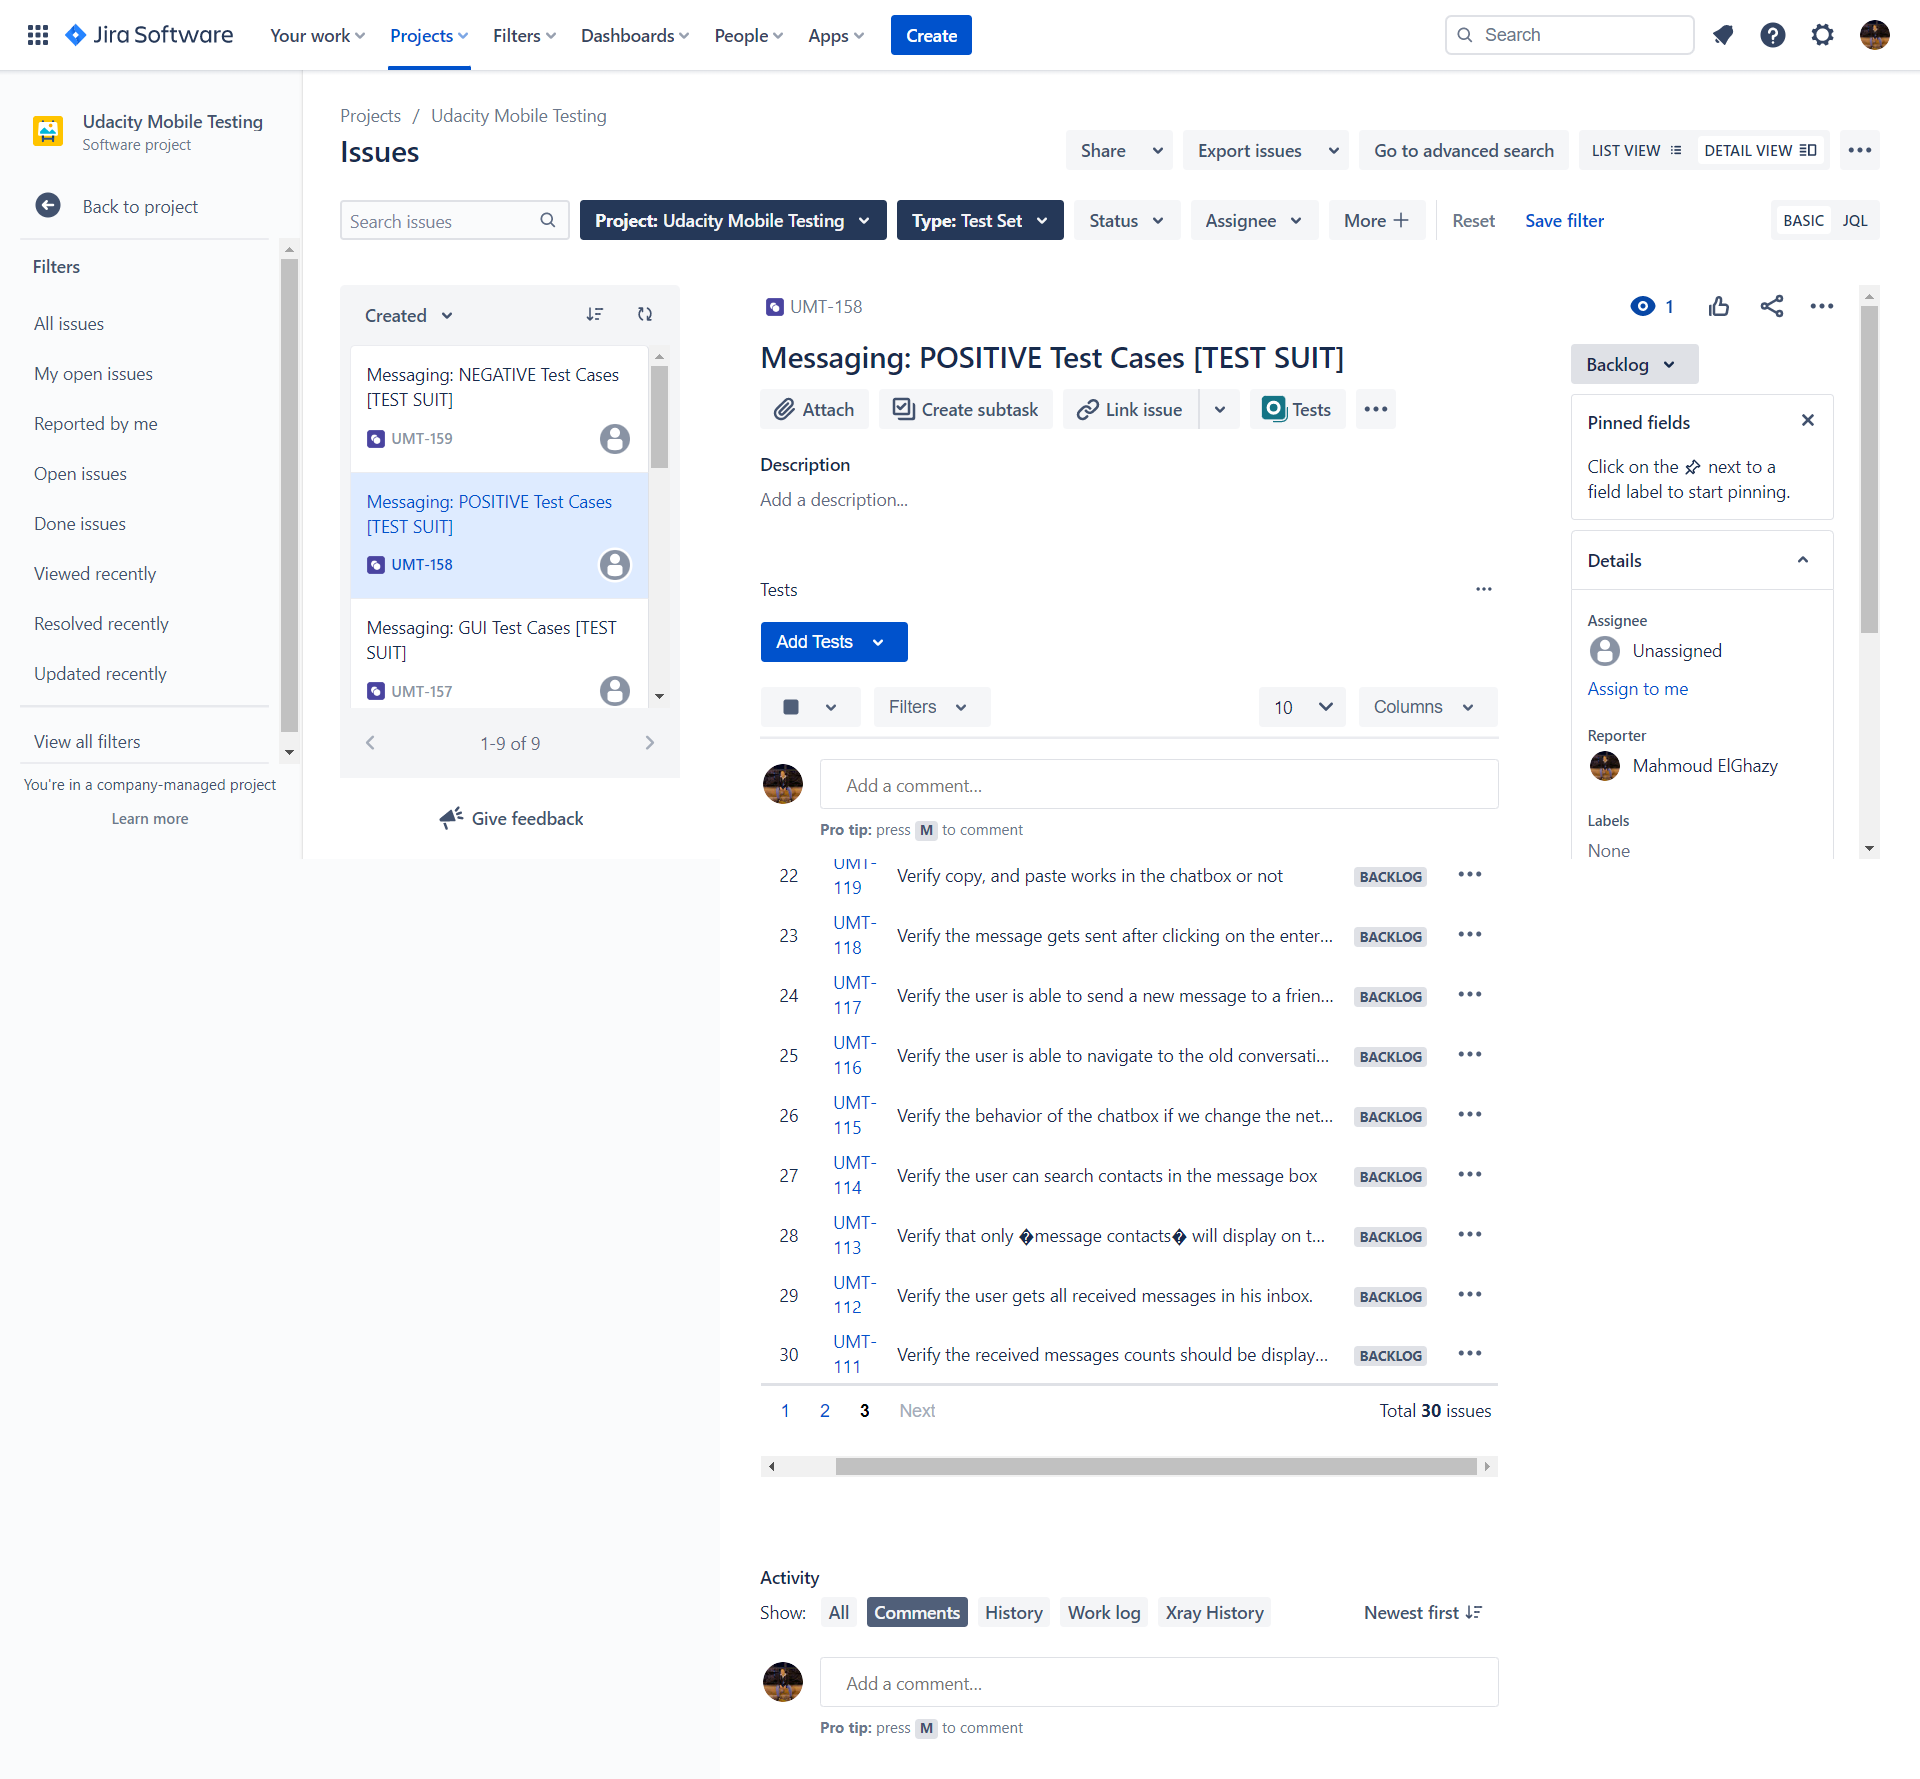 Jira Software
Your work
Projects
Filters
Dashboards
People
Apps
Create
Search
Udacity Mobile Testing
Software project
Back to project
Filters
All issues
My open issues
Reported by me
Open issues
Done issues
Viewed recently
Resolved recently
Updated recently
View all filters
You're in a company-managed project
Learn more
Projects / Udacity Mobile Testing
Issues
Share
Export issues
Go to advanced search
LIST VIEW
DETAIL VIEW
Search issues
Project: Udacity Mobile Testing
Type: Test Set
Status
Assignee
More
Reset
Save filter
BASIC
JQL
Created
Messaging: NEGATIVE Test Cases
[TEST SUIT]
UMT-159
Messaging: POSITIVE Test Cases
[TEST SUIT]
UMT-158
Messaging: GUI Test Cases [TEST
SUIT]
UMT-157
1-9 of 9
Give feedback
UMT-158
1
Messaging: POSITIVE Test Cases [TEST SUIT]
Attach
Create subtask
Link issue
Tests
Description
Add a description...
Tests
Add Tests
Filters
10
Columns
Add a comment...
Pro tip: press M to comment
Backlog
Pinned fields
Click on the next to a
field label to start pinning.
Details
Assignee
Unassigned
Assign to me
Reporter
Mahmoud ElGhazy
Labels
None
22 UMT-119 Verify copy, and paste works in the chatbox or not BACKLOG
23 UMT-118 Verify the message gets sent after clicking on the enter... BACKLOG
24 UMT-117 Verify the user is able to send a new message to a frien... BACKLOG
25 UMT-116 Verify the user is able to navigate to the old conversati... BACKLOG
26 UMT-115 Verify the behavior of the chatbox if we change the net... BACKLOG
27 UMT-114 Verify the user can search contacts in the message box BACKLOG
28 UMT-113 Verify that only �message contacts� will display on t... BACKLOG
29 UMT-112 Verify the user gets all received messages in his inbox. BACKLOG
30 UMT-111 Verify the received messages counts should be display... BACKLOG
1 2 3 Next
Total 30 issues
Activity
Show: All Comments History Work log Xray History
Newest first
Add a comment...
Pro tip: press M to comment